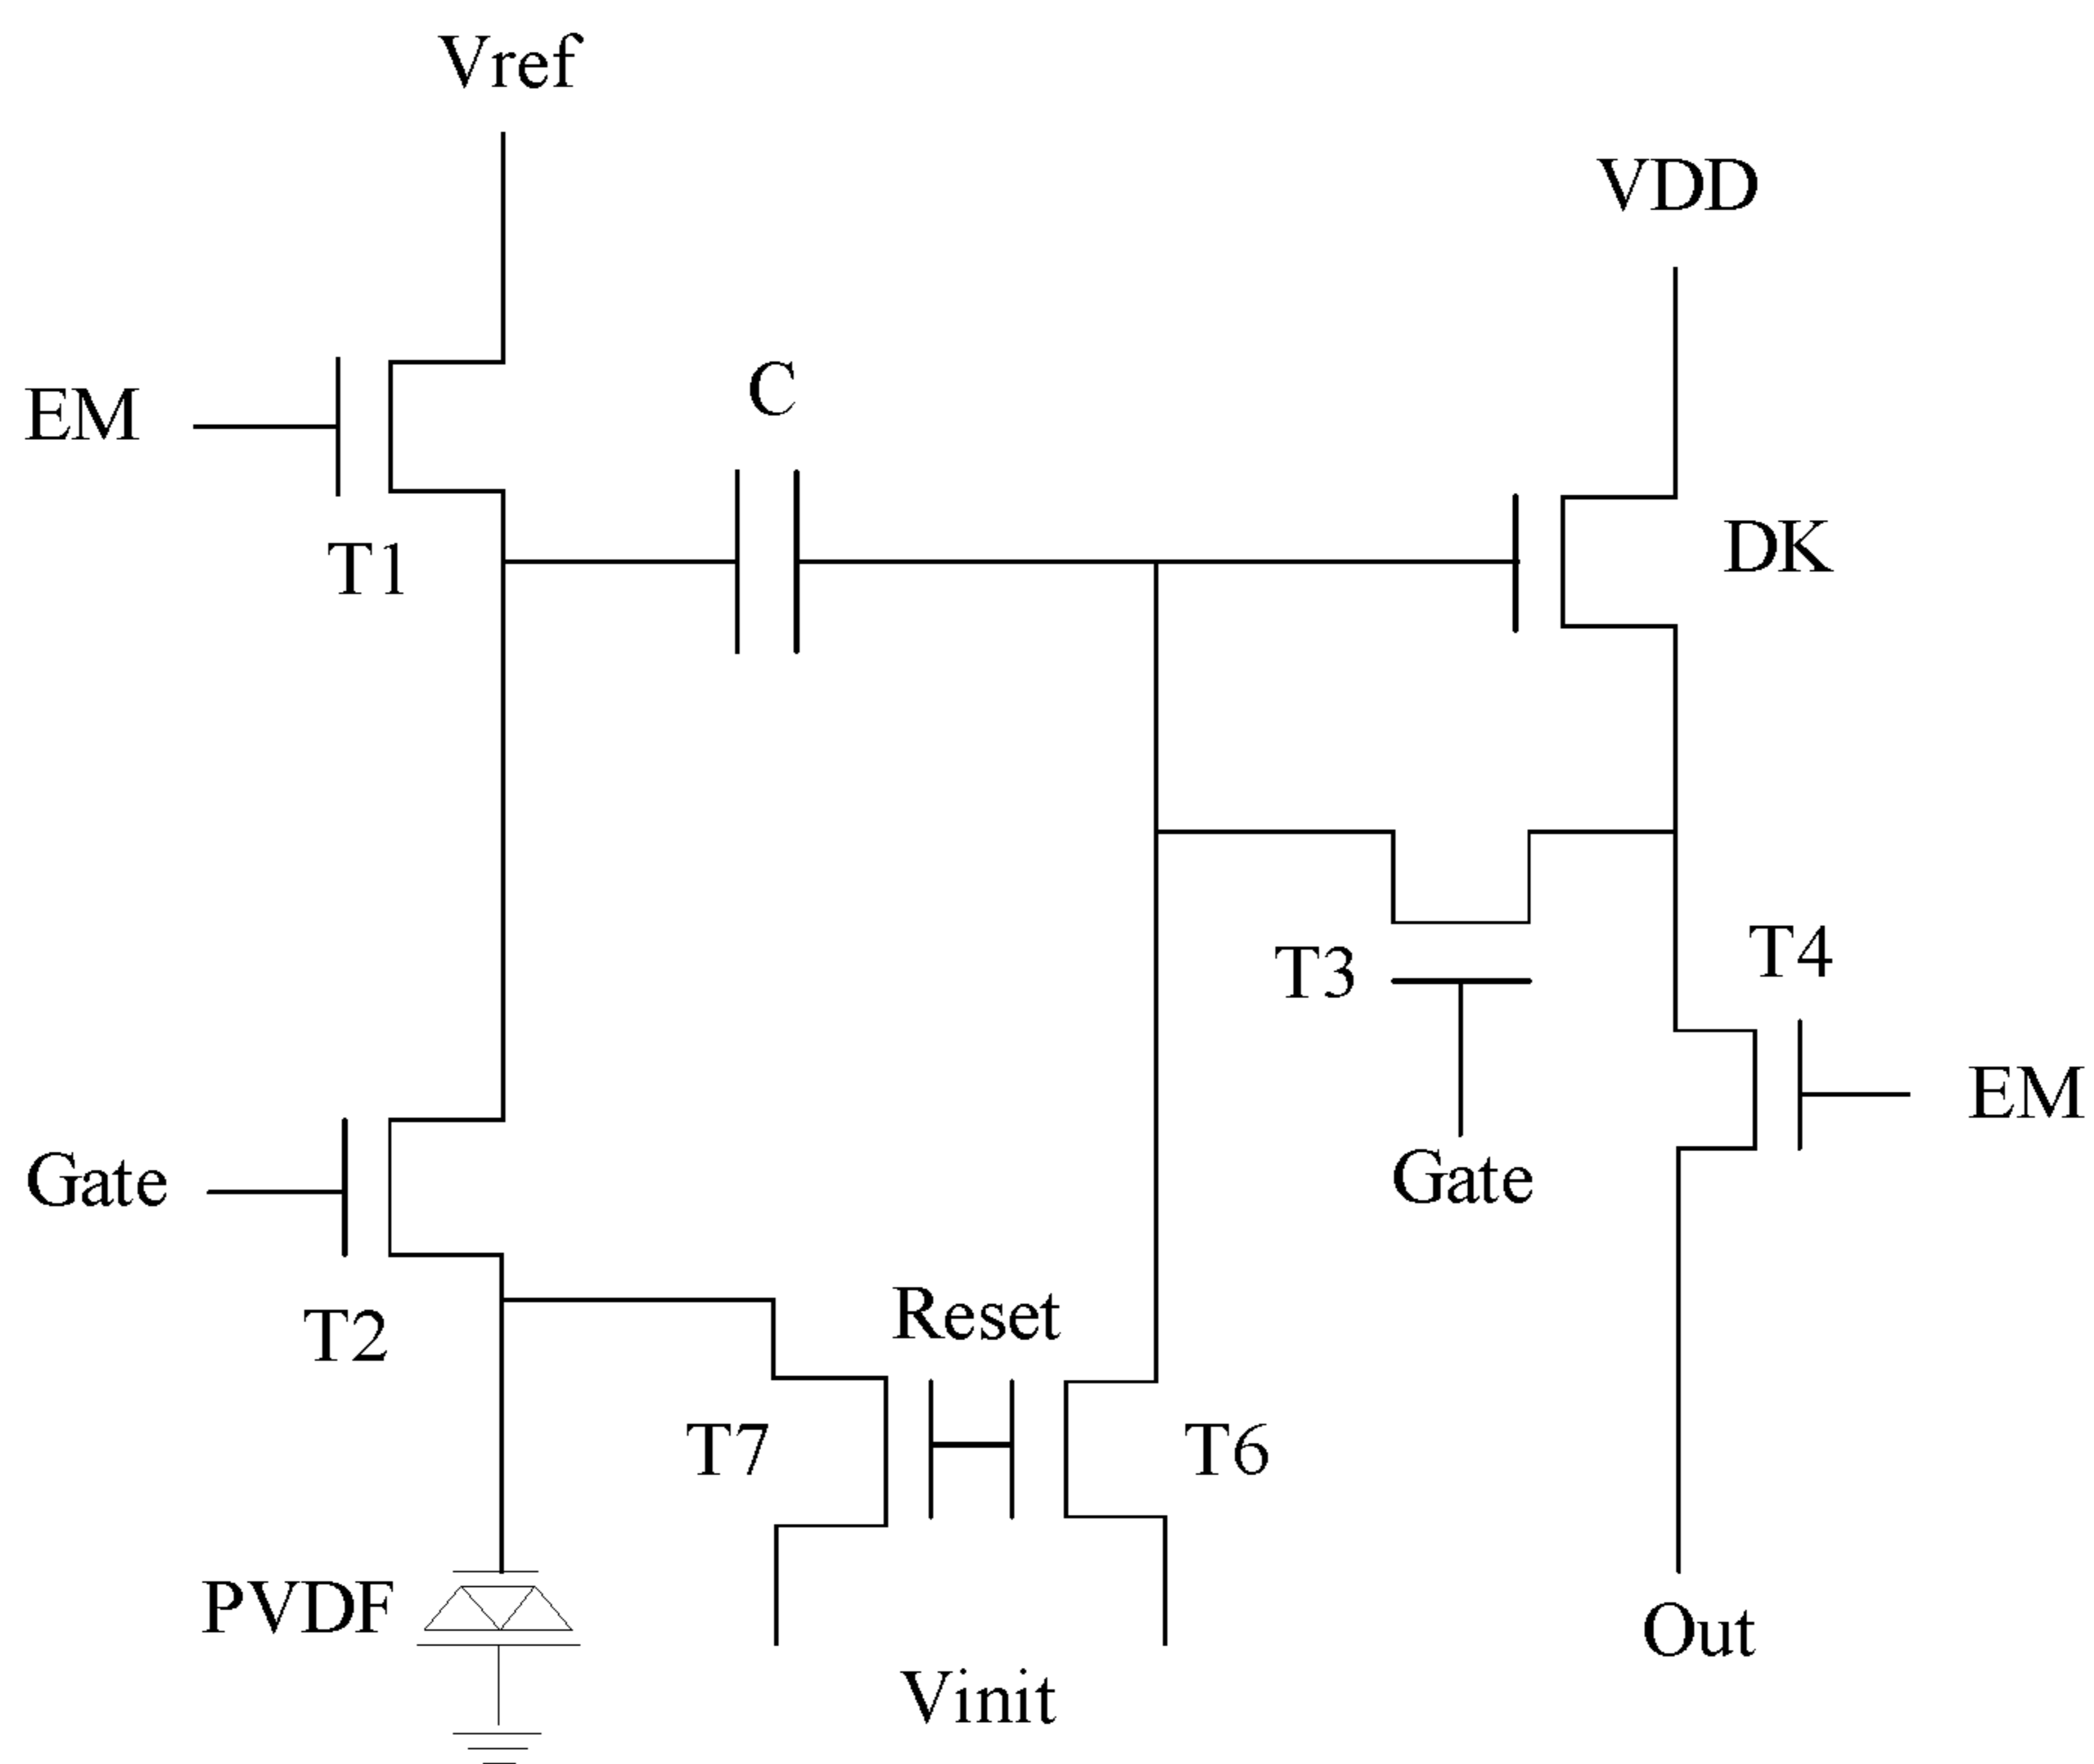 Vref
VDD
EM
C
T1
DK
T3
T4
EM
Gate
Gate
T2
Reset
T7
T6
PVDF
Out
Vinit